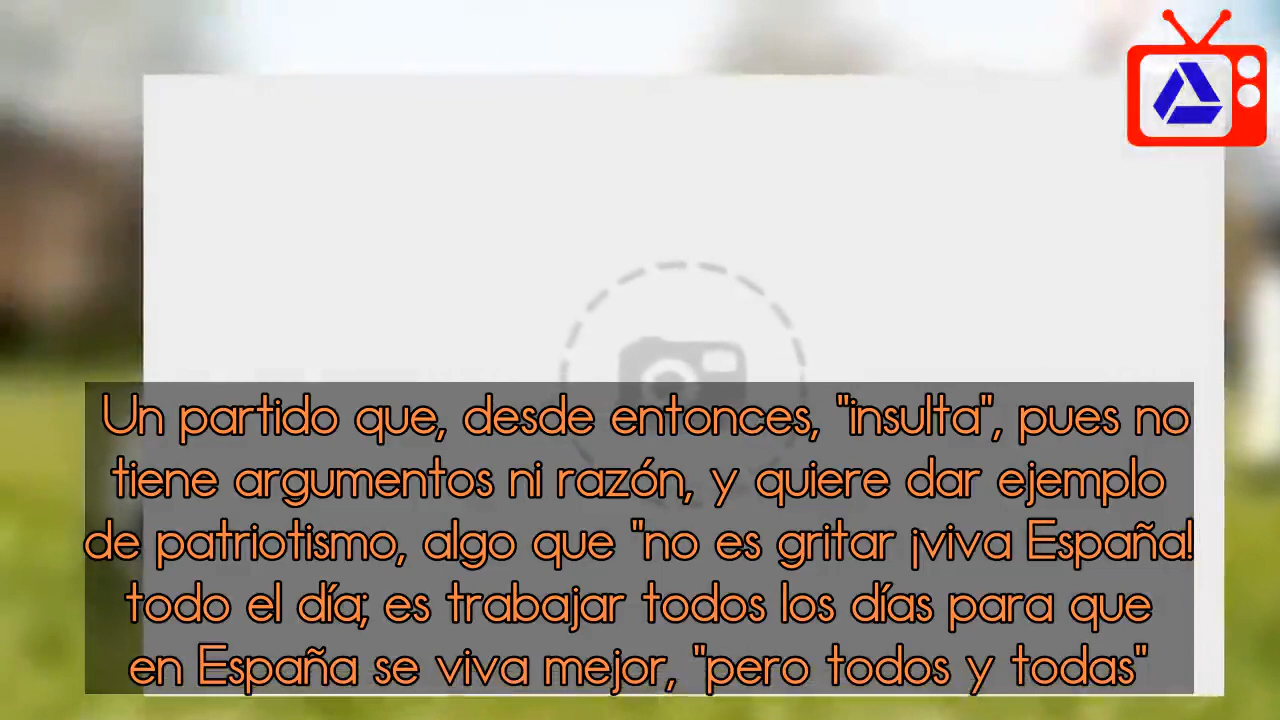 Un partido que, desde entonces, "insulta", pues no
tiene argumentos ni razón, y quiere dar ejemplo
de patriotismo, algo que "no es gritar ¡viva España!
todo el día; es trabajar todos los días para que
en España se viva mejor, "pero todos y todas"